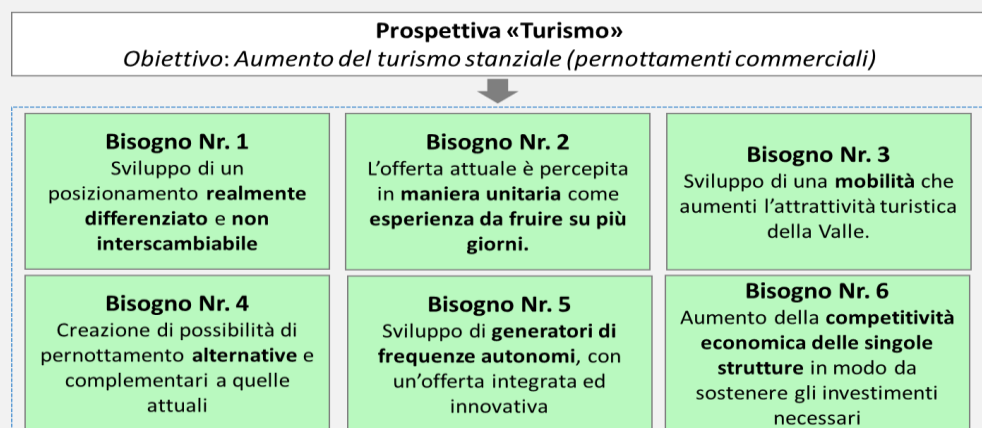 Prospettiva «Turismo»
Obiettivo: Aumento del turismo stanziale (pernottamenti commerciali)
Bisogno Nr. 1
Sviluppo di un
posizionamento realmente
differenziato e non
interscambiabile
Bisogno Nr. 2
L’offerta attuale è percepita
in maniera unitaria come
esperienza da fruire su più
giorni.
Bisogno Nr. 3
Sviluppo di una mobilità che
aumenti l’attrattività turistica
della Valle.
Bisogno Nr. 4
Creazione di possibilità di
pernottamento alternative e
complementari a quelle
attuali
Bisogno Nr. 5
Sviluppo di generatori di
frequenze autonomi, con
un’offerta integrata ed
innovativa
Bisogno Nr. 6
Aumento della competitività
economica delle singole
strutture in modo da
sostenere gli investimenti
necessari